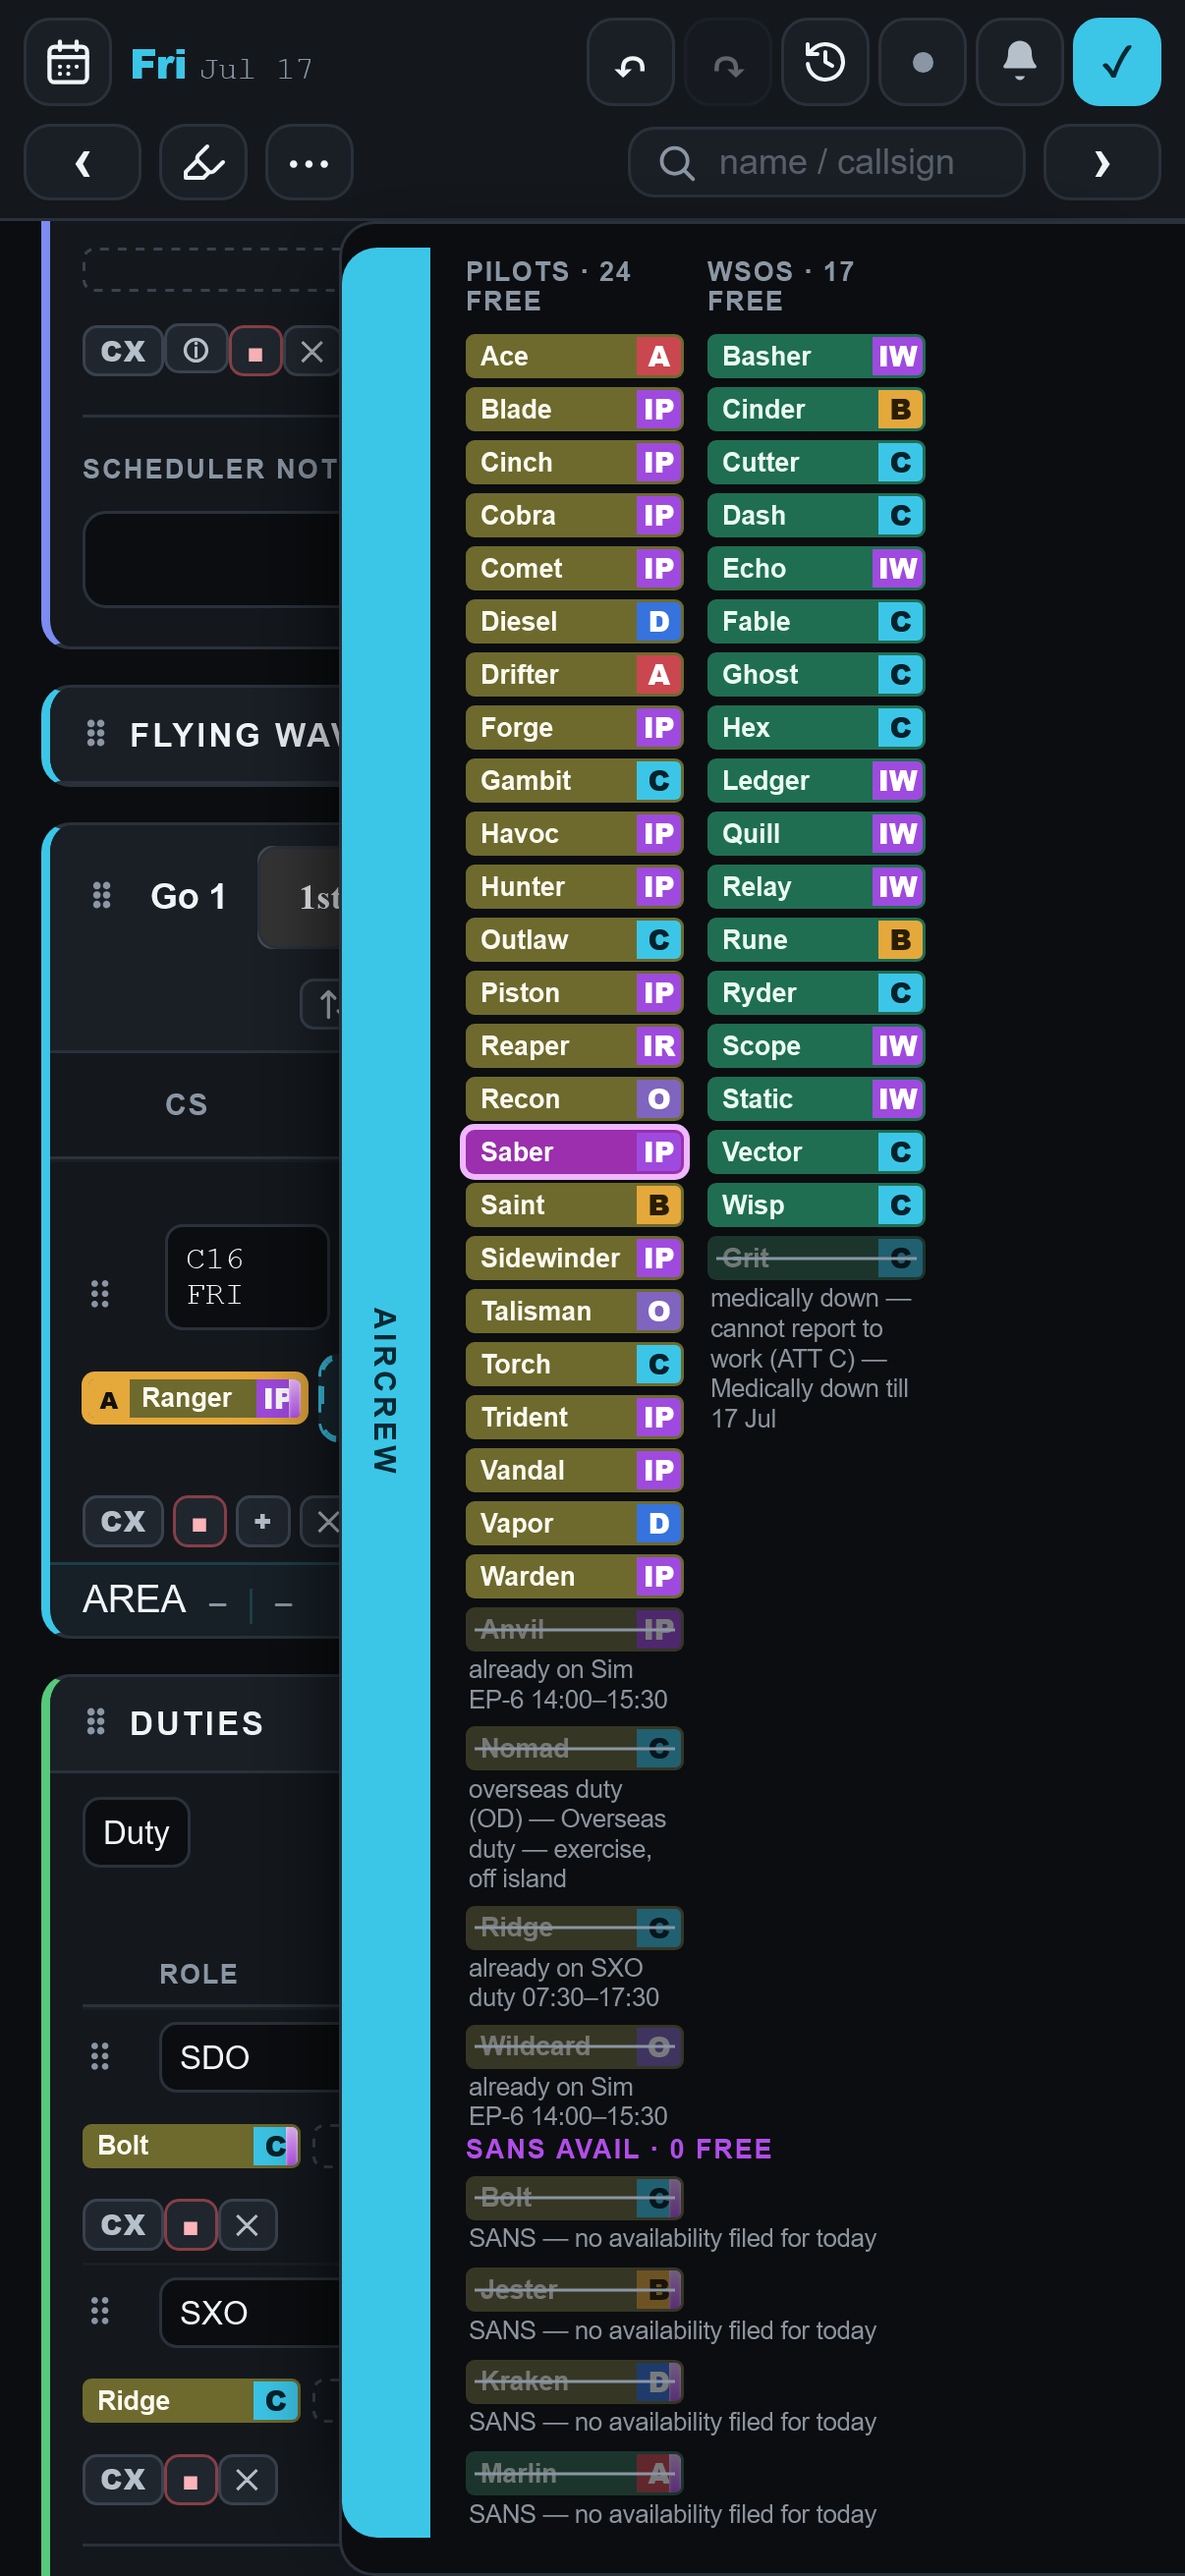 Fri Jul 17
name / callsign
CX
SCHEDULER NOT
FLYING WAV
Go 1 1st
CS
C16
FRI
A Ranger IP
CX
AREA – | –
DUTIES
Duty
ROLE
SDO
Bolt C
CX
SXO
Ridge C
CX
AIRCREW
PILOTS · 24
FREE
Ace A
Blade IP
Cinch IP
Cobra IP
Comet IP
Diesel D
Drifter A
Forge IP
Gambit C
Havoc IP
Hunter IP
Outlaw C
Piston IP
Reaper IR
Recon O
Saber IP
Saint B
Sidewinder IP
Talisman O
Torch C
Trident IP
Vandal IP
Vapor D
Warden IP
Anvil IP
already on Sim
EP-6 14:00–15:30
Nomad C
overseas duty
(OD) — Overseas
duty — exercise,
off island
Ridge C
already on SXO
duty 07:30–17:30
Wildcard O
already on Sim
EP-6 14:00–15:30
WSOS · 17
FREE
Basher IW
Cinder B
Cutter C
Dash C
Echo IW
Fable C
Ghost C
Hex C
Ledger IW
Quill IW
Relay IW
Rune B
Ryder C
Scope IW
Static IW
Vector C
Wisp C
Grit C
medically down —
cannot report to
work (ATT C) —
Medically down till
17 Jul
SANS AVAIL · 0 FREE
Bolt C
SANS — no availability filed for today
Jester B
SANS — no availability filed for today
Kraken D
SANS — no availability filed for today
Marlin A
SANS — no availability filed for today